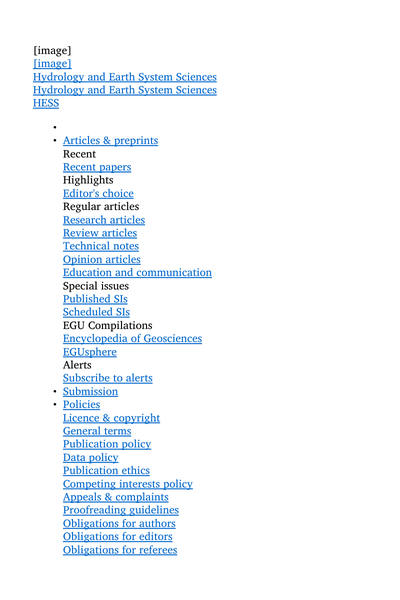 [image]
[image]
Hydrology and Earth System Sciences
Hydrology and Earth System Sciences
HESS
•
• Articles & preprints
Recent
Recent papers
Highlights
Editor's choice
Regular articles
Research articles
Review articles
Technical notes
Opinion articles
Education and communication
Special issues
Published SIs
Scheduled SIs
EGU Compilations
Encyclopedia of Geosciences
EGUsphere
Alerts
Subscribe to alerts
• Submission
• Policies
Licence & copyright
General terms
Publication policy
Data policy
Publication ethics
Competing interests policy
Appeals & complaints
Proofreading guidelines
Obligations for authors
Obligations for editors
Obligations for referees